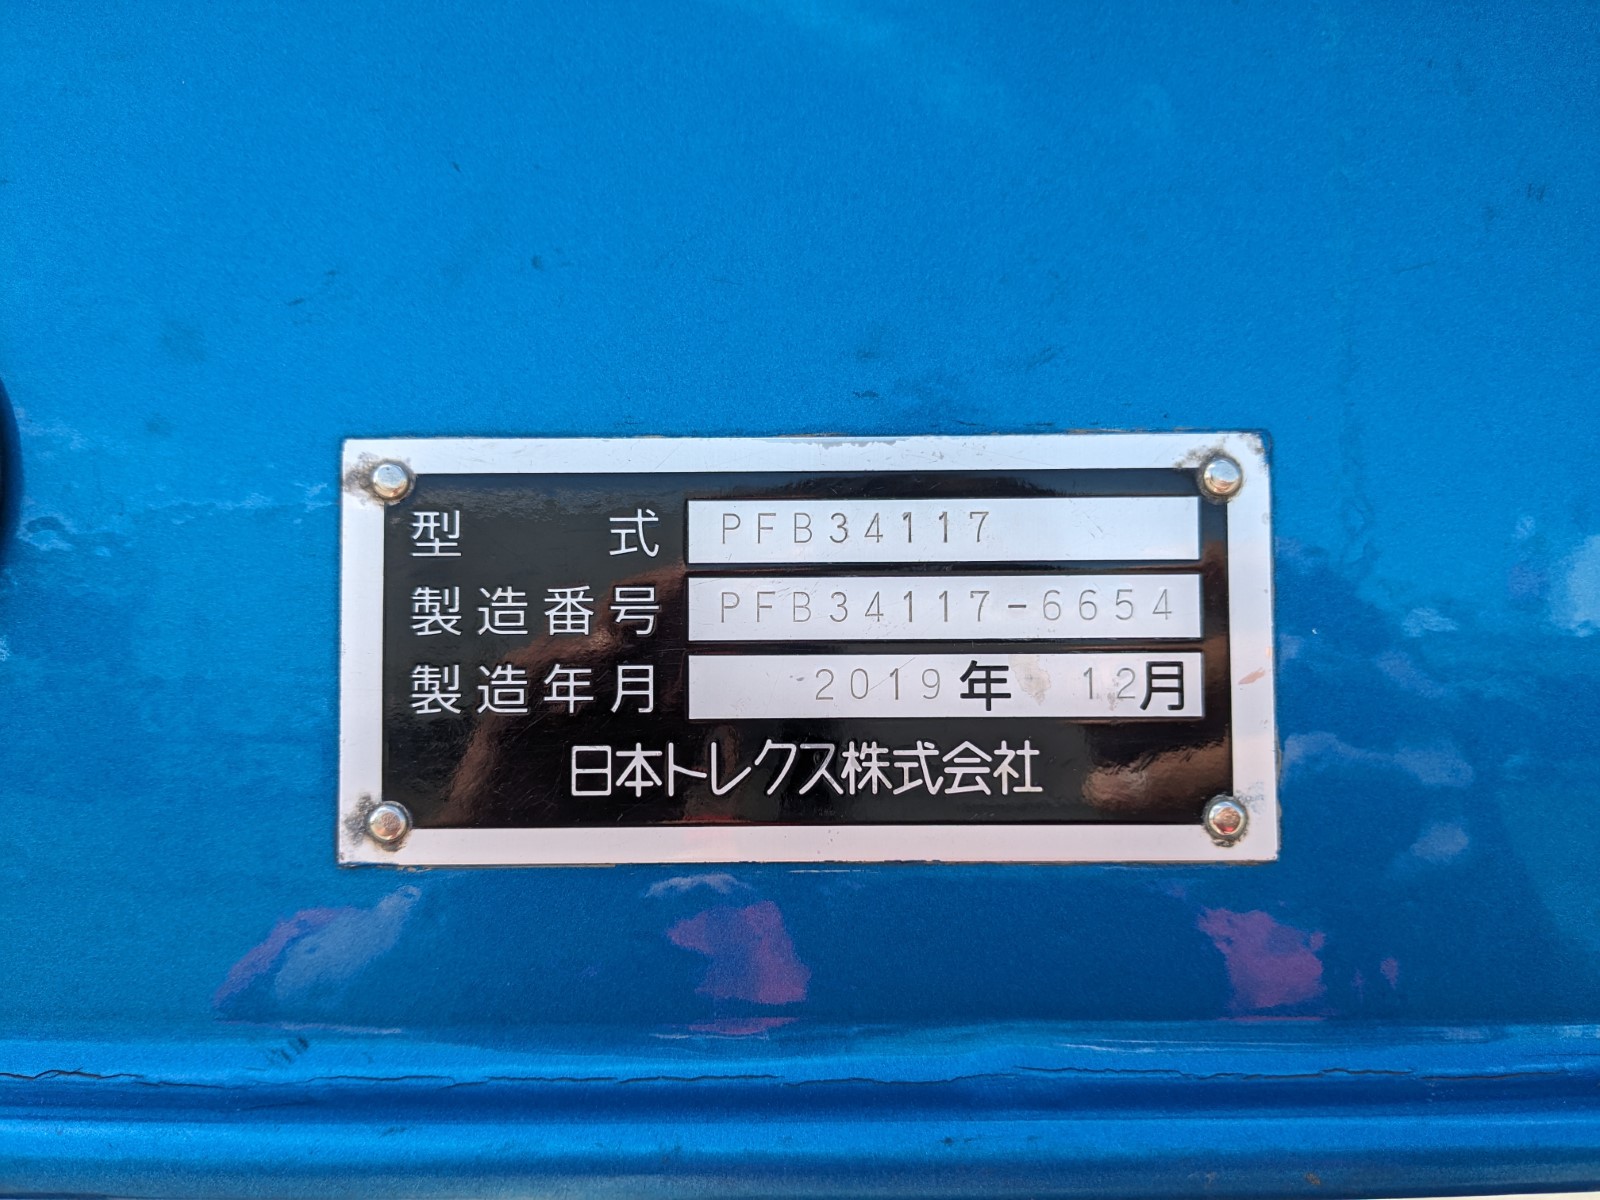 型式 PFB34117
製造番号 PFB34117-6654
製造年月 2019年 12月
日本トレクス株式会社